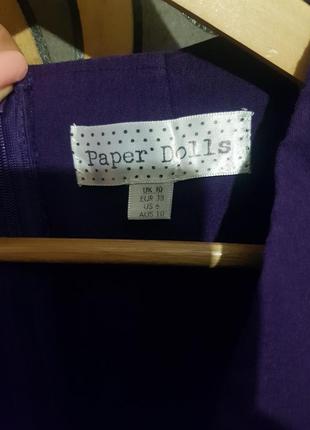 Paper Dolls
UK 10
EUR 38
US 6
AUS 10